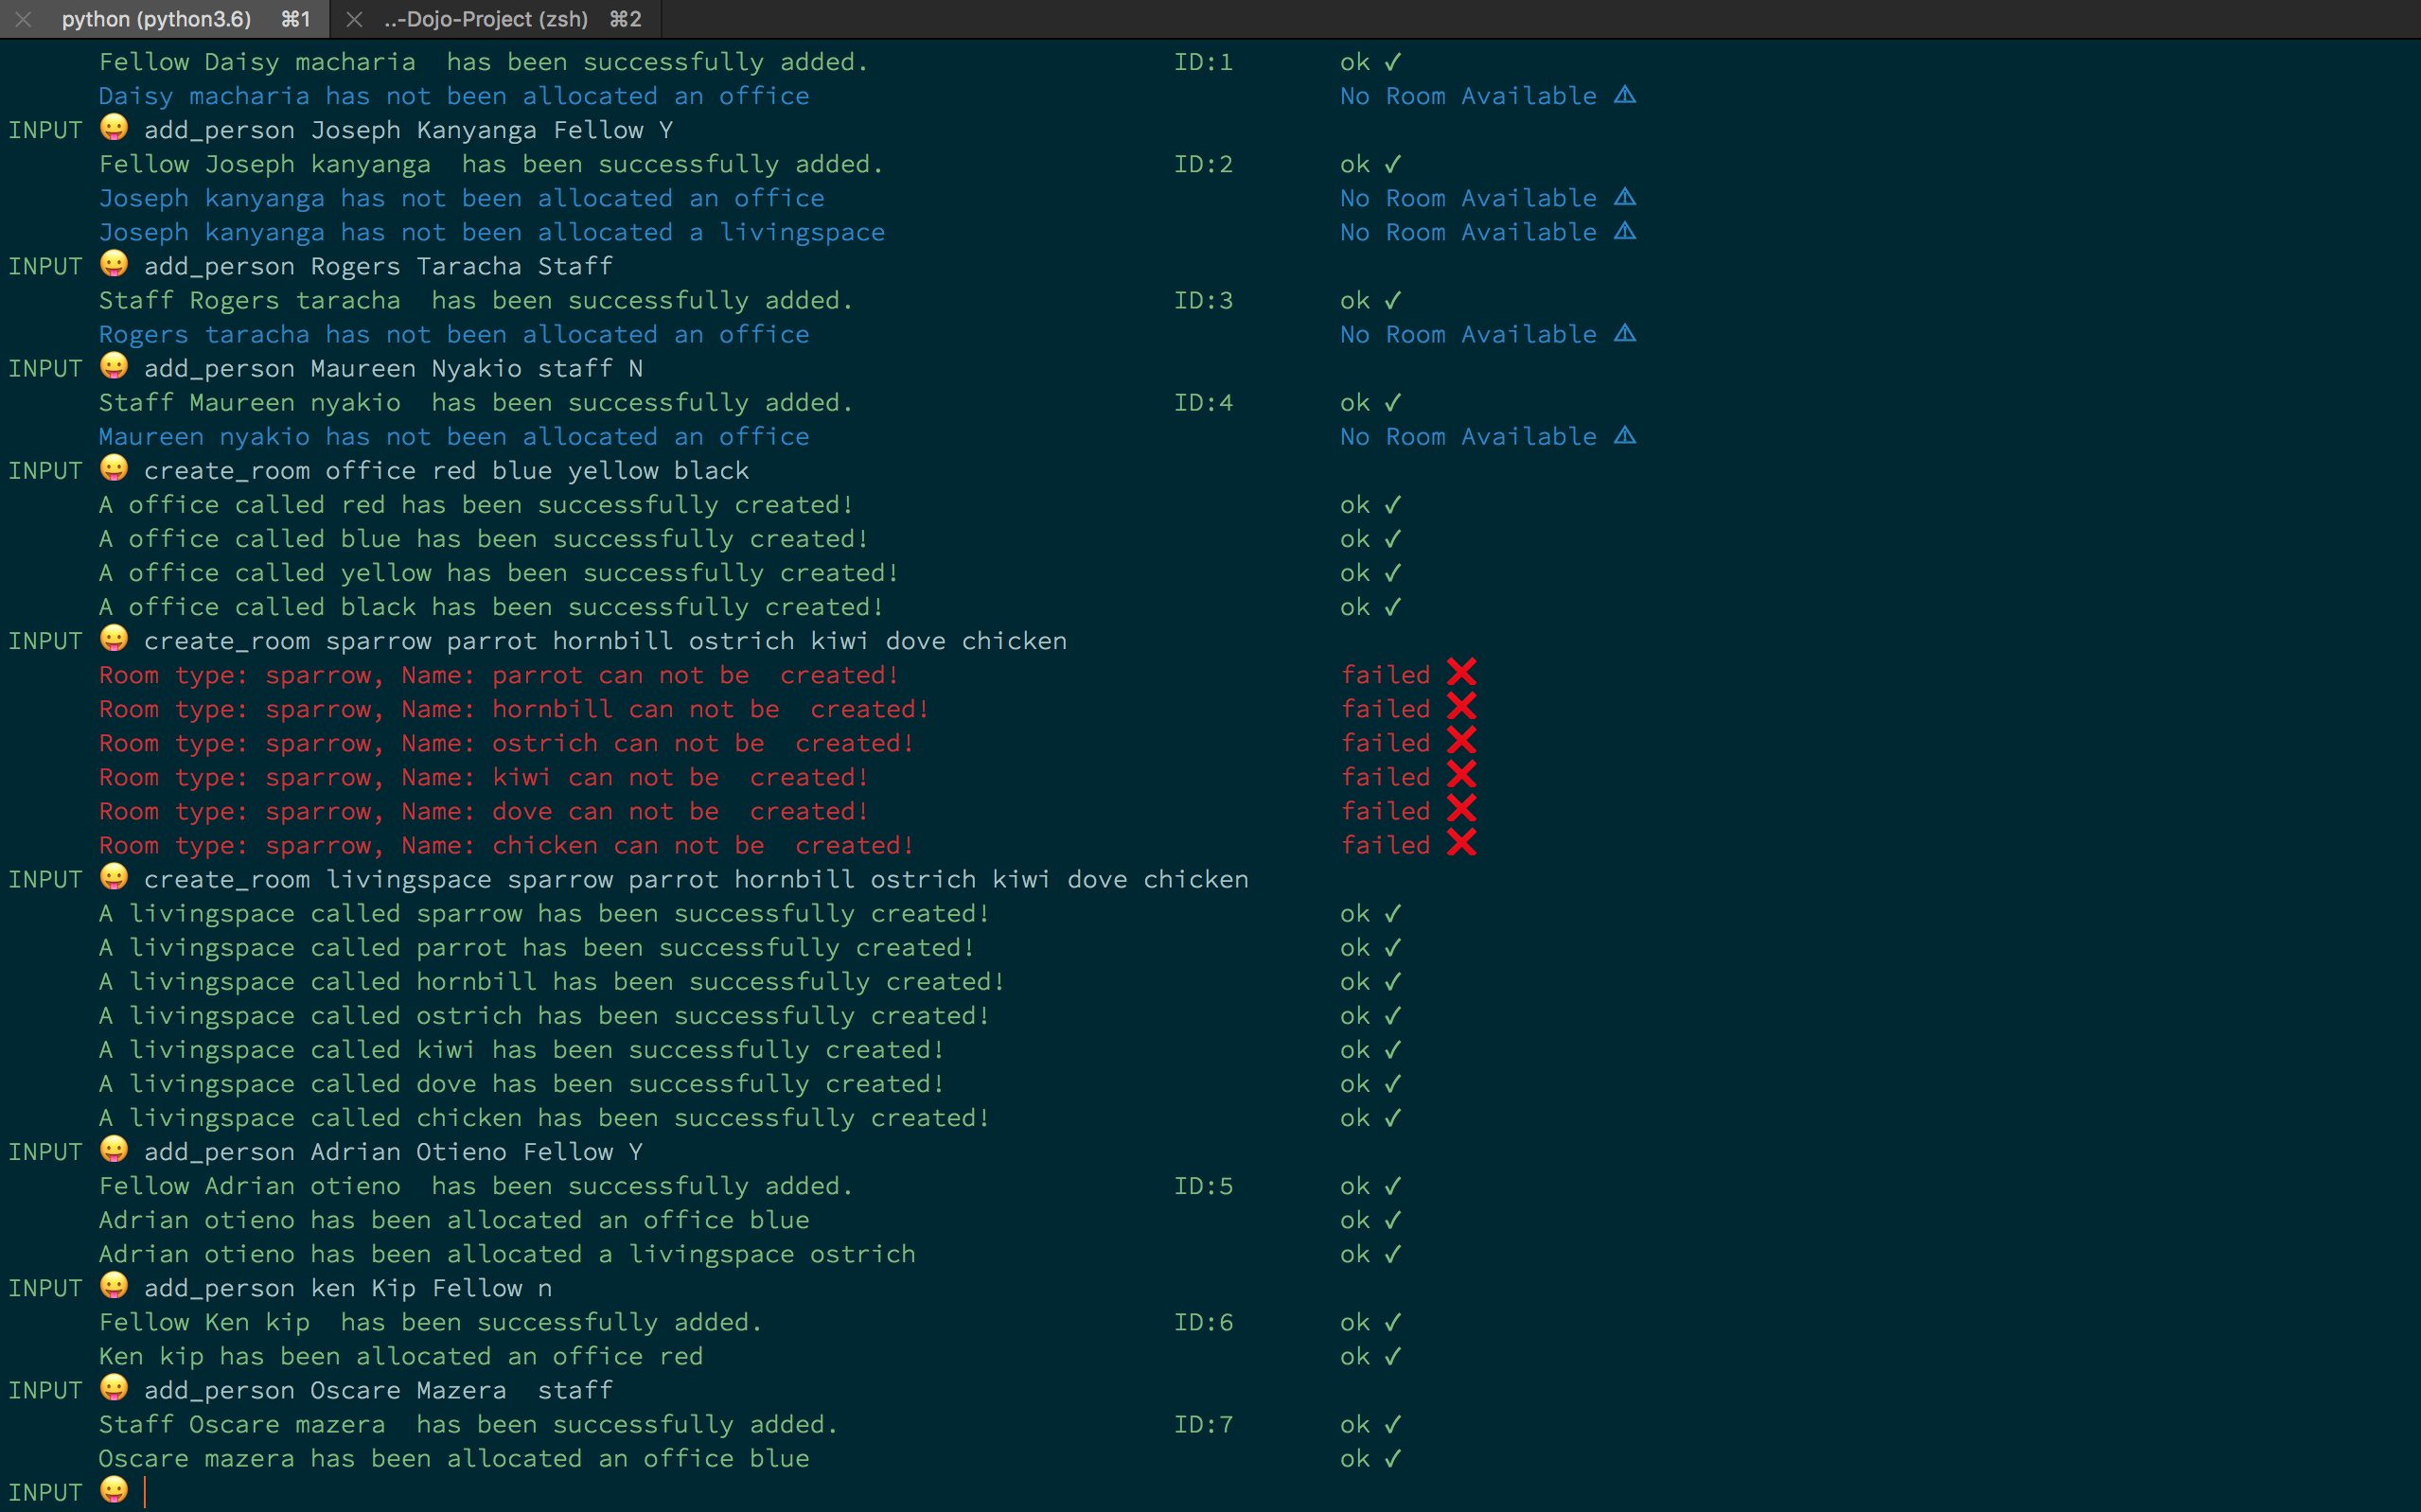 python (python3.6) ⌘1 ..-Dojo-Project (zsh) ⌘2
Fellow Daisy macharia  has been successfully added. ID:1 ok ✓
Daisy macharia has not been allocated an office No Room Available ⚠
INPUT 😛 add_person Joseph Kanyanga Fellow Y
Fellow Joseph kanyanga  has been successfully added. ID:2 ok ✓
Joseph kanyanga has not been allocated an office No Room Available ⚠
Joseph kanyanga has not been allocated a livingspace No Room Available ⚠
INPUT 😛 add_person Rogers Taracha Staff
Staff Rogers taracha  has been successfully added. ID:3 ok ✓
Rogers taracha has not been allocated an office No Room Available ⚠
INPUT 😛 add_person Maureen Nyakio staff N
Staff Maureen nyakio  has been successfully added. ID:4 ok ✓
Maureen nyakio has not been allocated an office No Room Available ⚠
INPUT 😛 create_room office red blue yellow black
A office called red has been successfully created! ok ✓
A office called blue has been successfully created! ok ✓
A office called yellow has been successfully created! ok ✓
A office called black has been successfully created! ok ✓
INPUT 😛 create_room sparrow parrot hornbill ostrich kiwi dove chicken
Room type: sparrow, Name: parrot can not be  created! failed ❌
Room type: sparrow, Name: hornbill can not be  created! failed ❌
Room type: sparrow, Name: ostrich can not be  created! failed ❌
Room type: sparrow, Name: kiwi can not be  created! failed ❌
Room type: sparrow, Name: dove can not be  created! failed ❌
Room type: sparrow, Name: chicken can not be  created! failed ❌
INPUT 😛 create_room livingspace sparrow parrot hornbill ostrich kiwi dove chicken
A livingspace called sparrow has been successfully created! ok ✓
A livingspace called parrot has been successfully created! ok ✓
A livingspace called hornbill has been successfully created! ok ✓
A livingspace called ostrich has been successfully created! ok ✓
A livingspace called kiwi has been successfully created! ok ✓
A livingspace called dove has been successfully created! ok ✓
A livingspace called chicken has been successfully created! ok ✓
INPUT 😛 add_person Adrian Otieno Fellow Y
Fellow Adrian otieno  has been successfully added. ID:5 ok ✓
Adrian otieno has been allocated an office blue ok ✓
Adrian otieno has been allocated a livingspace ostrich ok ✓
INPUT 😛 add_person ken Kip Fellow n
Fellow Ken kip  has been successfully added. ID:6 ok ✓
Ken kip has been allocated an office red ok ✓
INPUT 😛 add_person Oscare Mazera  staff
Staff Oscare mazera  has been successfully added. ID:7 ok ✓
Oscare mazera has been allocated an office blue ok ✓
INPUT 😛